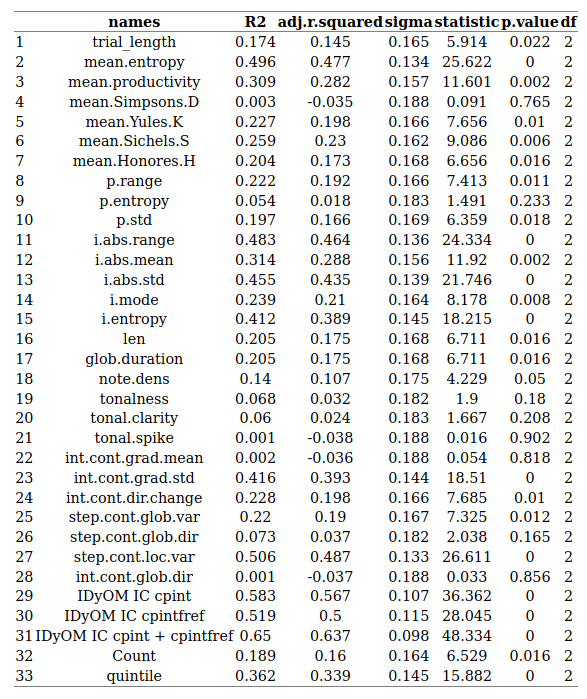 names R2 adj.r.squared sigma statistic p.value df
1 trial_length 0.174 0.145 0.165 5.914 0.022 2
2 mean.entropy 0.496 0.477 0.134 25.622 0 2
3 mean.productivity 0.309 0.282 0.157 11.601 0.002 2
4 mean.Simpsons.D 0.003 -0.035 0.188 0.091 0.765 2
5 mean.Yules.K 0.227 0.198 0.166 7.656 0.01 2
6 mean.Sichels.S 0.259 0.23 0.162 9.086 0.006 2
7 mean.Honores.H 0.204 0.173 0.168 6.656 0.016 2
8 p.range 0.222 0.192 0.166 7.413 0.011 2
9 p.entropy 0.054 0.018 0.183 1.491 0.233 2
10 p.std 0.197 0.166 0.169 6.359 0.018 2
11 i.abs.range 0.483 0.464 0.136 24.334 0 2
12 i.abs.mean 0.314 0.288 0.156 11.92 0.002 2
13 i.abs.std 0.455 0.435 0.139 21.746 0 2
14 i.mode 0.239 0.21 0.164 8.178 0.008 2
15 i.entropy 0.412 0.389 0.145 18.215 0 2
16 len 0.205 0.175 0.168 6.711 0.016 2
17 glob.duration 0.205 0.175 0.168 6.711 0.016 2
18 note.dens 0.14 0.107 0.175 4.229 0.05 2
19 tonalness 0.068 0.032 0.182 1.9 0.18 2
20 tonal.clarity 0.06 0.024 0.183 1.667 0.208 2
21 tonal.spike 0.001 -0.038 0.188 0.016 0.902 2
22 int.cont.grad.mean 0.002 -0.036 0.188 0.054 0.818 2
23 int.cont.grad.std 0.416 0.393 0.144 18.51 0 2
24 int.cont.dir.change 0.228 0.198 0.166 7.685 0.01 2
25 step.cont.glob.var 0.22 0.19 0.167 7.325 0.012 2
26 step.cont.glob.dir 0.073 0.037 0.182 2.038 0.165 2
27 step.cont.loc.var 0.506 0.487 0.133 26.611 0 2
28 int.cont.glob.dir 0.001 -0.037 0.188 0.033 0.856 2
29 IDyOM IC cpint 0.583 0.567 0.107 36.362 0 2
30 IDyOM IC cpintfref 0.519 0.5 0.115 28.045 0 2
31 IDyOM IC cpint + cpintfref 0.65 0.637 0.098 48.334 0 2
32 Count 0.189 0.16 0.164 6.529 0.016 2
33 quintile 0.362 0.339 0.145 15.882 0 2